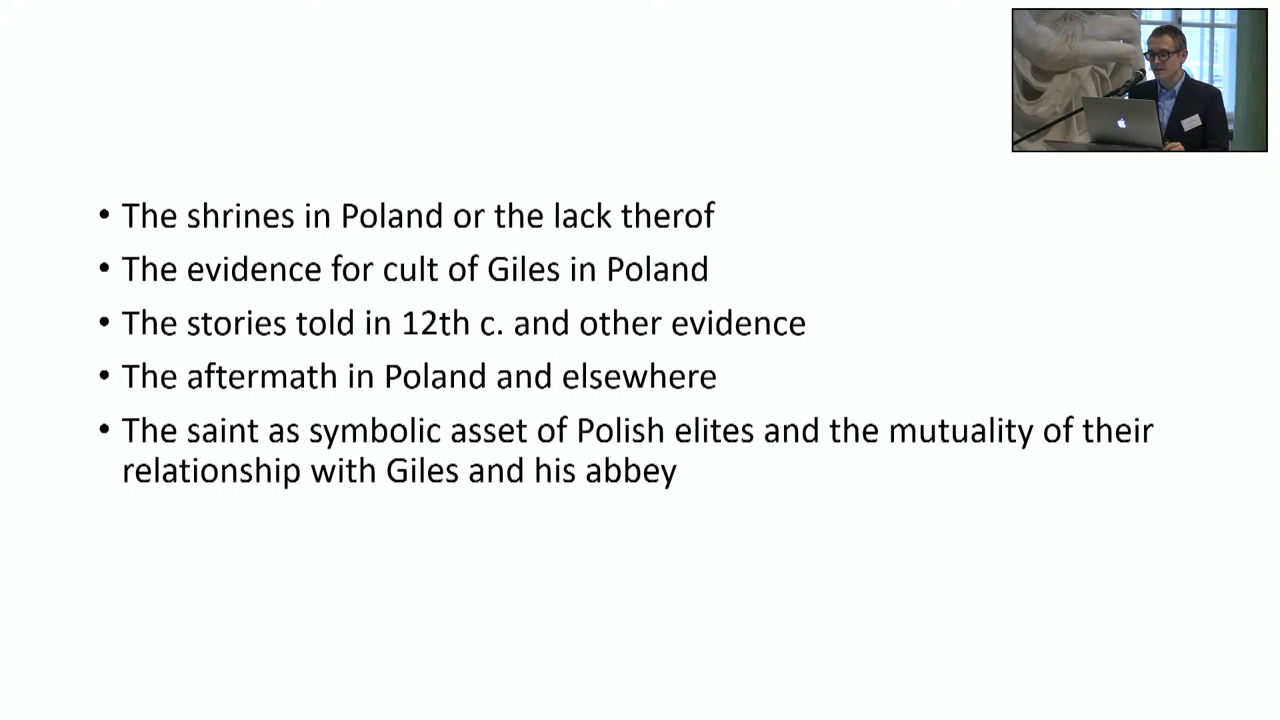 • The shrines in Poland or the lack therof
• The evidence for cult of Giles in Poland
• The stories told in 12th c. and other evidence
• The aftermath in Poland and elsewhere
• The saint as symbolic asset of Polish elites and the mutuality of their
relationship with Giles and his abbey